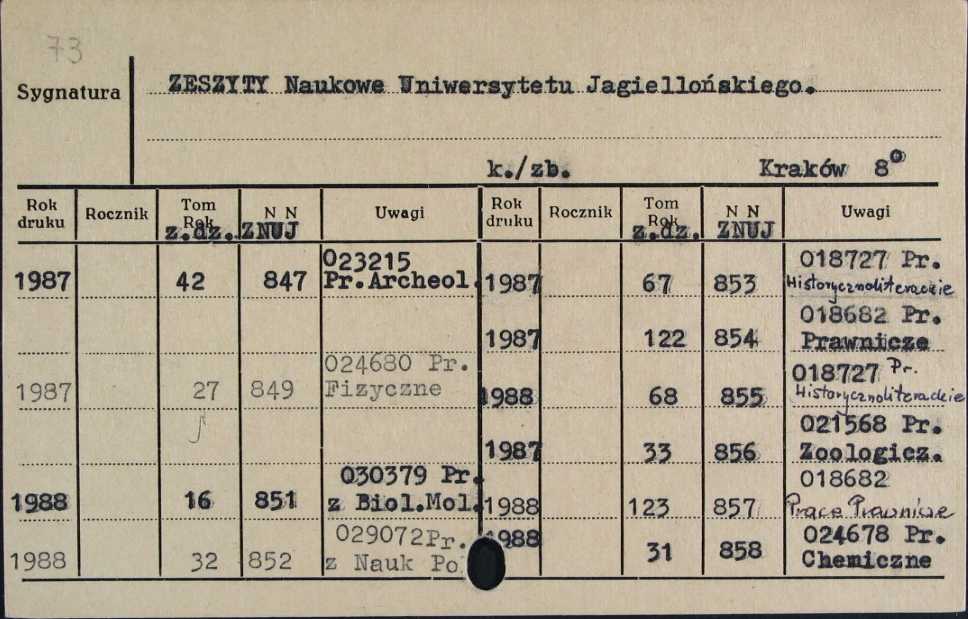 73
Sygnatura
ZESZYTY Naukowe Uniwersytetu Jagiellońskiego.
k./zb. Kraków 8°
Rok druku Rocznik Tom Rok N N Uwagi Rok druku Rocznik Tom Rok N N Uwagi
z.dz. ZNUJ z.dz. ZNUJ
1987 42 847 023215 Pr. Archeol.
1987 27 849 024680 Pr. Fizyczne
1988 16 851 030379 Pr. z Biol.Mol.
1988 32 852 029072 Pr. z Nauk Po
1987 67 853 018727 Pr. Historycznoliterackie
1987 122 854 018682 Pr. Prawnicze
1988 68 855 018727 Pr. Historycznoliterackie
1987 33 856 021568 Pr. Zoologicz.
1988 123 857 018682 Prace Prawnicze
1988 31 858 024678 Pr. Chemiczne